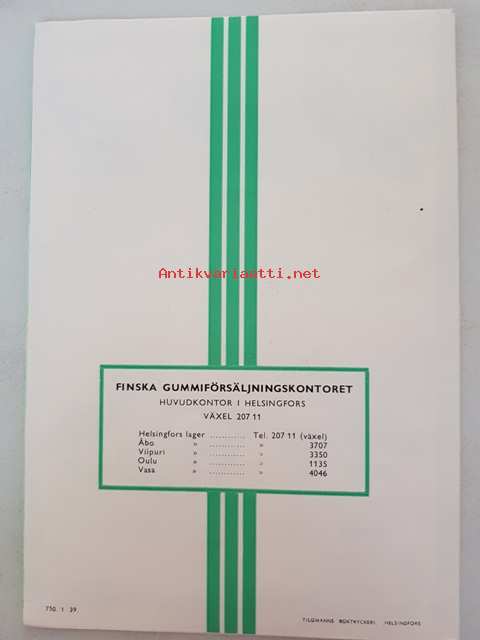 Antikvariaatti.net
FINSKA GUMMIFÖRSÄLJNINGSKONTORET
HUVUDKONTOR I HELSINGFORS
VÄXEL 207 11
Helsingfors lager ........... Tel. 207 11 (växel)
Åbo » ........... » 3707
Viipuri » ........... » 3350
Oulu » ........... » 1135
Vasa » ........... » 4046
750. 1. 39.
TILGMANNS BOKTRYCKERI, HELSINGFORS